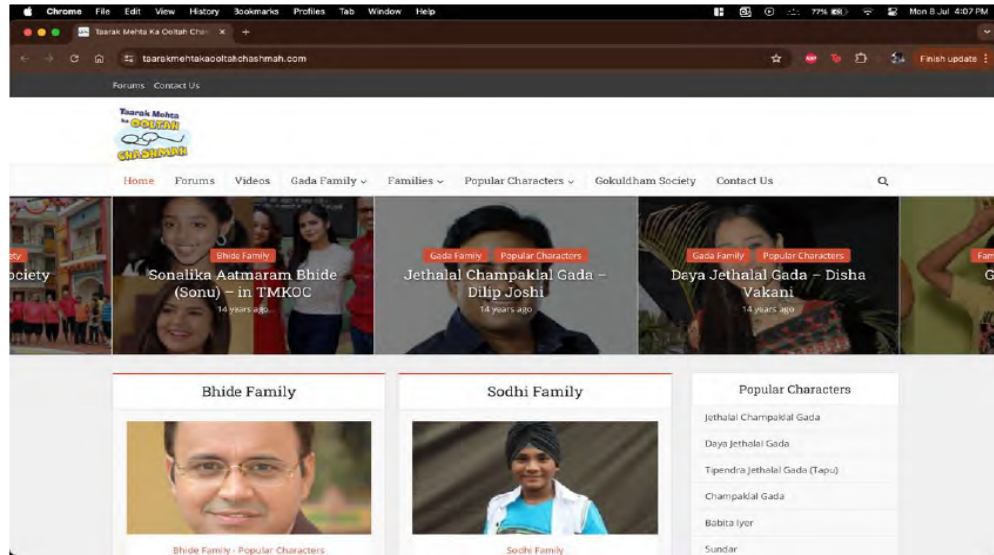 Chrome File Edit View History Bookmarks Profiles Tab Window Help 77% Mon 8 Jul 4:07 PM
Taarak Mehta Ka Ooltah Chas
taarakmehtakaooltahchashmah.com Finish update
Forums Contact Us
Taarak Mehta
Ka OOLTAH
CHASHMAH
Home Forums Videos Gada Family Families Popular Characters Gokuldham Society Contact Us
Bhide Family Gada Family Popular Characters Gada Family Popular Characters Fam
ociety Sonalika Aatmaram Bhide Jethalal Champaklal Gada – Daya Jethalal Gada – Disha G
(Sonu) – in TMKOC Dilip Joshi Vakani
14 years ago 14 years ago 14 years ago
Bhide Family Sodhi Family Popular Characters
Jethalal Champaklal Gada
Daya Jethalal Gada
Tipendra Jethalal Gada (Tapu)
Champaklal Gada
Babita Iyer
Bhide Family · Popular Characters Sodhi Family Sundar